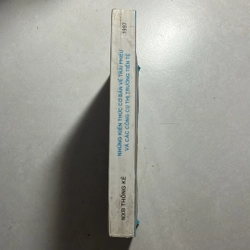 1997
NHỮNG KIẾN THỨC CƠ BẢN VỀ TRÁI PHIẾU
VÀ CÁC CÔNG CỤ THỊ TRƯỜNG TIỀN TỆ
NXB THỐNG KÊ